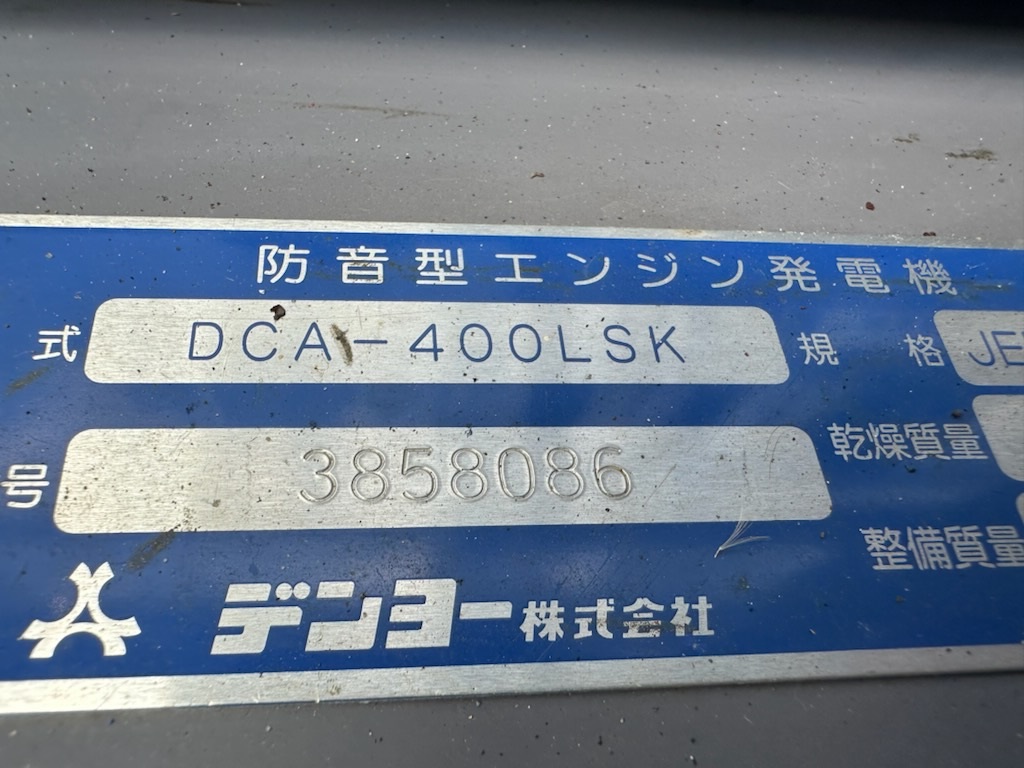 防音型エンジン発電機
式 DCA-400LSK 規格 JE
号 3858086 乾燥質量
整備質量
デンヨー株式会社